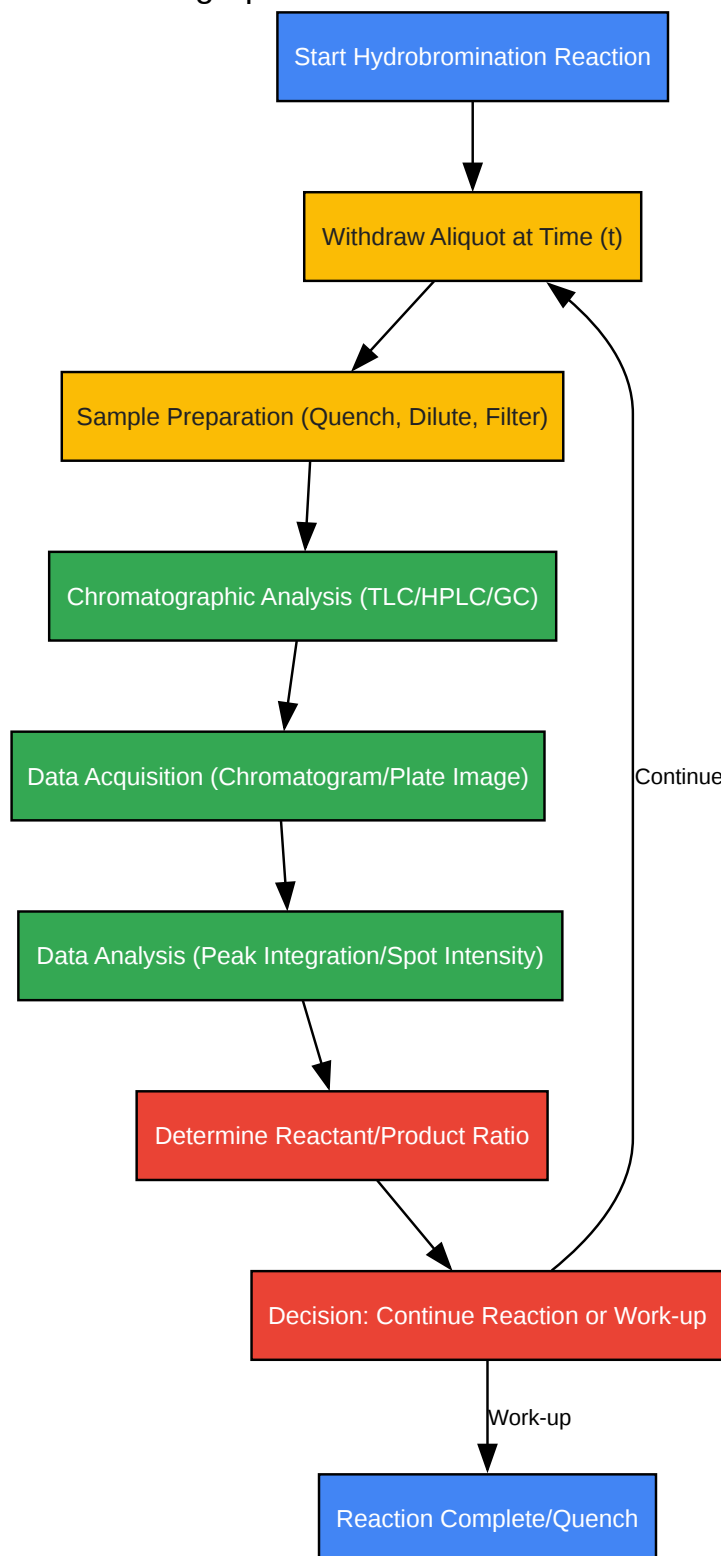 Start Hydrobromination Reaction
Withdraw Aliquot at Time (t)
Sample Preparation (Quench, Dilute, Filter)
Chromatographic Analysis (TLC/HPLC/GC)
Data Acquisition (Chromatogram/Plate Image)
Continue
Data Analysis (Peak Integration/Spot Intensity)
Determine Reactant/Product Ratio
Decision: Continue Reaction or Work-up
Work-up
Reaction Complete/Quench